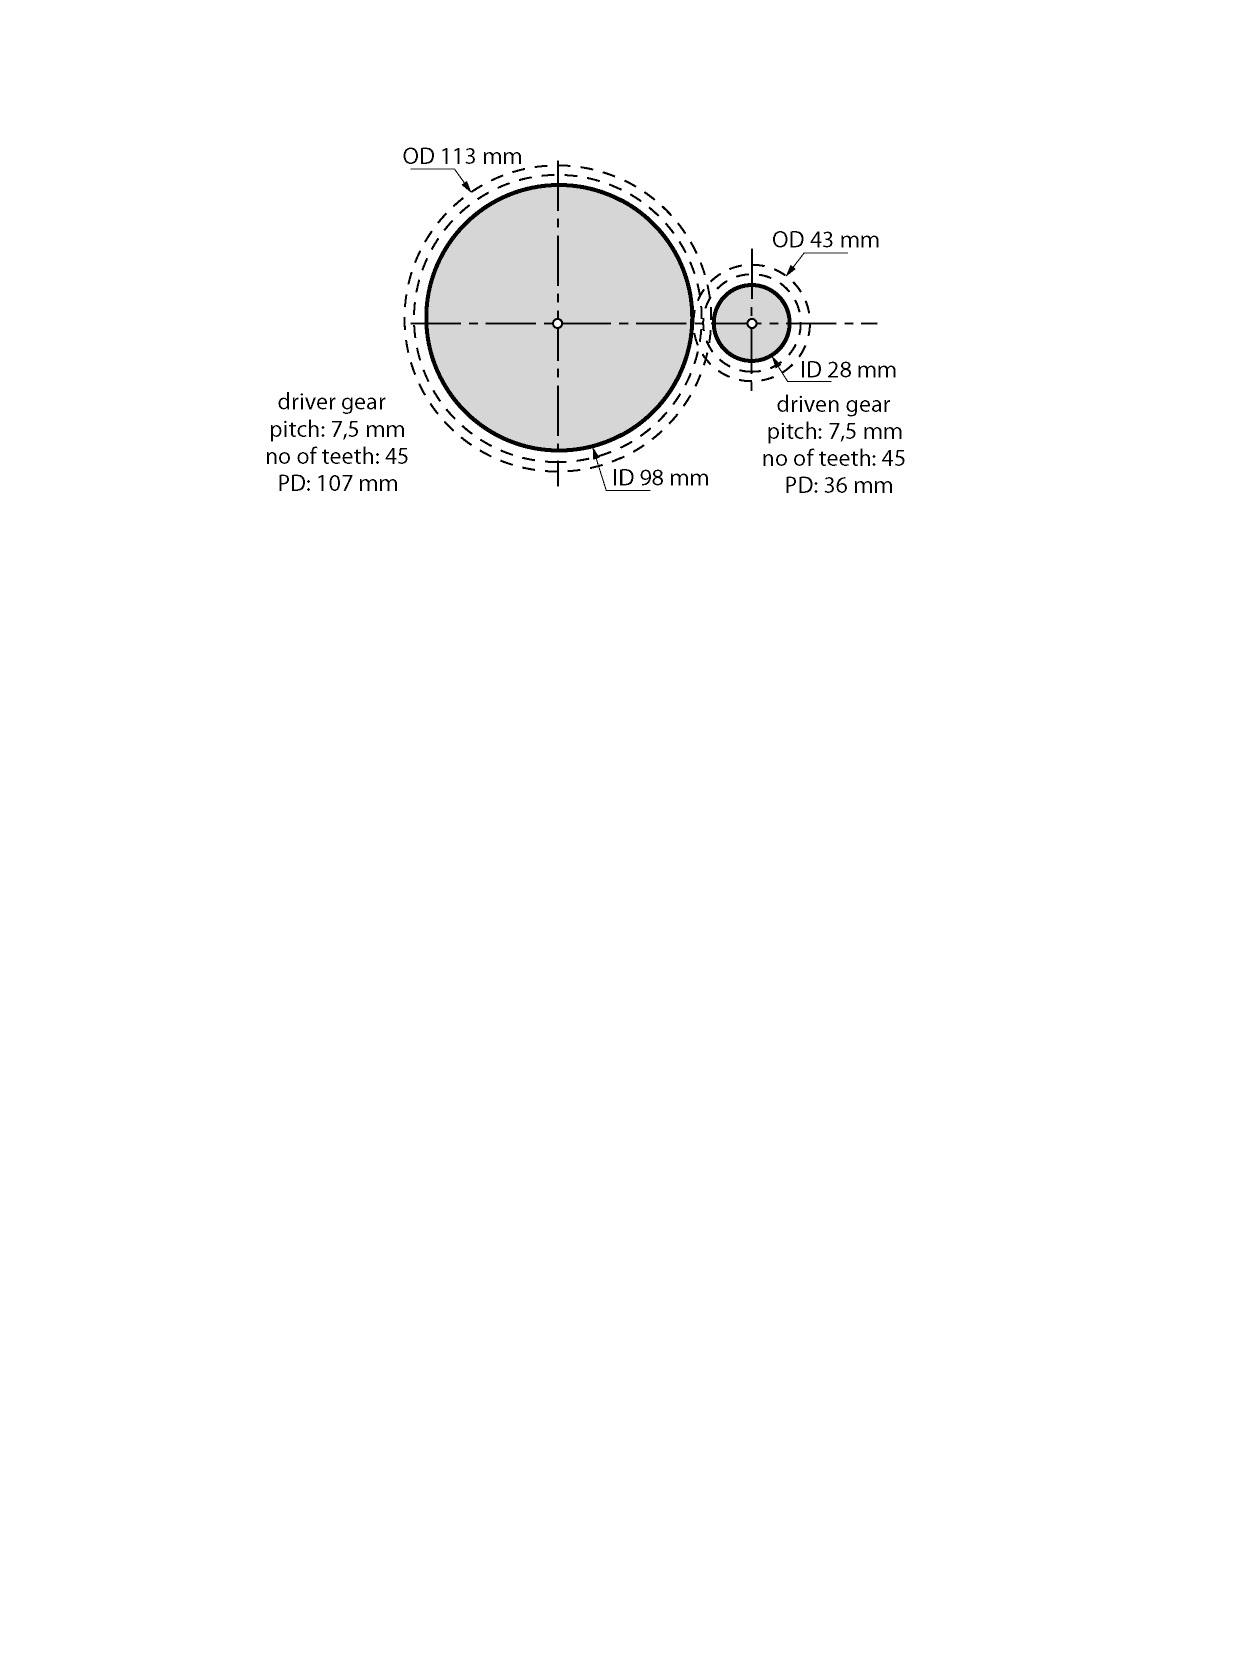 OD 113 mm
OD 43 mm
ID 28 mm
driver gear
pitch: 7,5 mm
no of teeth: 45
PD: 107 mm
ID 98 mm
driven gear
pitch: 7,5 mm
no of teeth: 45
PD: 36 mm